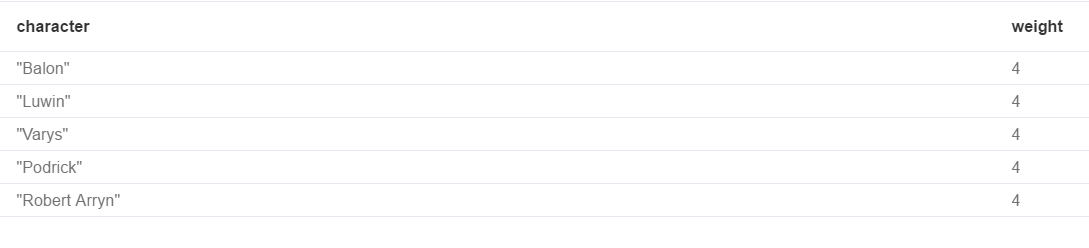 character weight
"Balon" 4
"Luwin" 4
"Varys" 4
"Podrick" 4
"Robert Arryn" 4